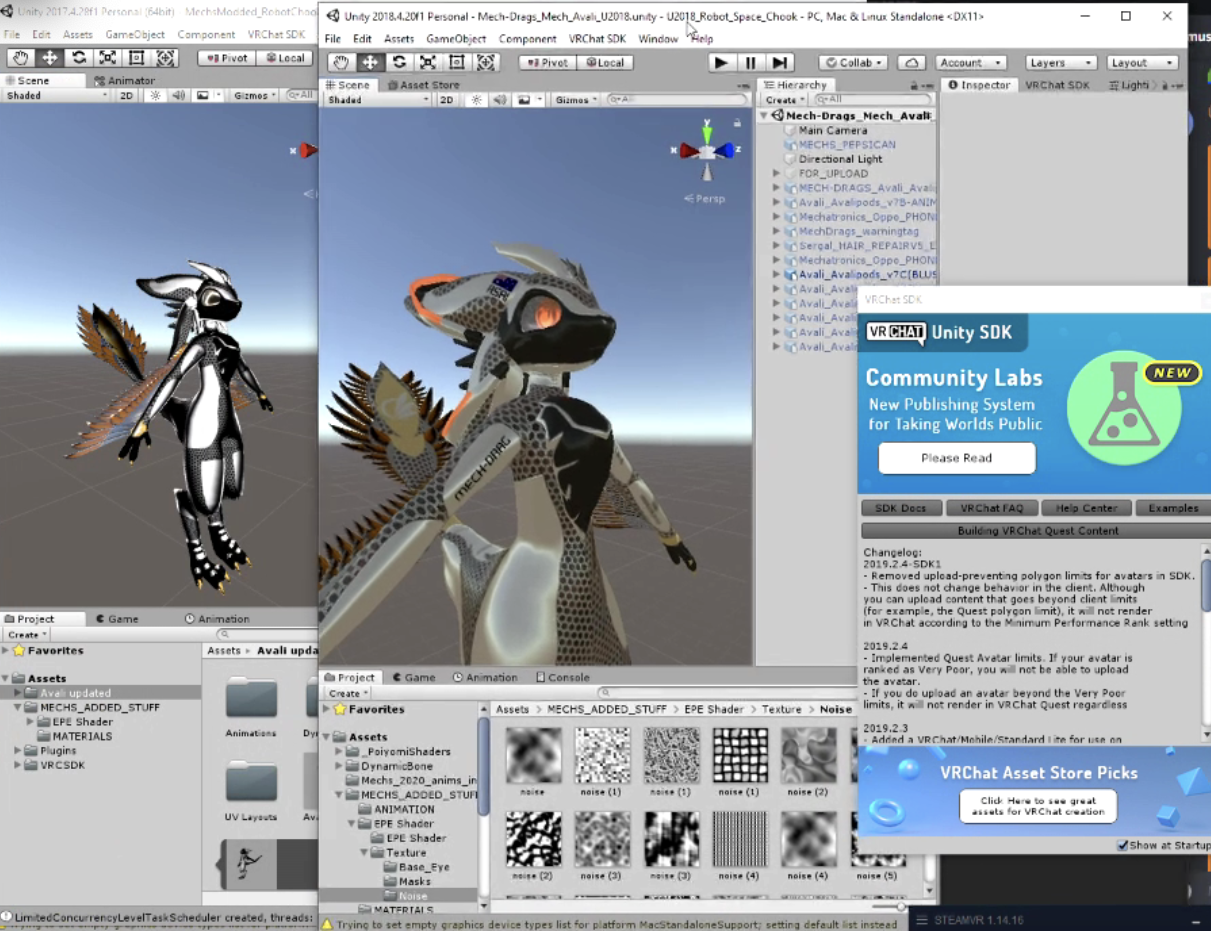 Unity 2017.4.28f1 Personal (64bit) - MechsModded_RobotChook
File Edit Assets GameObject Component VRChat SDK
Pivot Local
Scene Animator
Shaded 2D Gizmos All
Project Game Animation
Create
Favorites
Assets
Avali updated
MECHS_ADDED_STUFF
EPE Shader
MATERIALS
Plugins
VRCSDK
Assets Avali upda
Animations
UV Layouts
LimitedConcurrencyLevelTaskScheduler created, threads:
Unity 2018.4.20f1 Personal - Mech-Drags_Mech_Avali_U2018.unity - U2018_Robot_Space_Chook - PC, Mac & Linux Standalone <DX11>
File Edit Assets GameObject Component VRChat SDK Window Help
Pivot Local Collab Account Layers Layout
Scene Asset Store
Shaded 2D Gizmos All
y
x z
Persp
MECH-DRAG
Hierarchy
Create All
Mech-Drags_Mech_Avali_
Main Camera
MECHS_PEPSICAN
Directional Light
FOR_UPLOAD
MECH-DRAGS_Avali_Avali
Avali_Avalipods_v7B-ANIM
Mechatronics_Oppo_PHON
MechDrags_warningtag
Sergal_HAIR_REPAIRV5_E
Mechatronics_Oppo_PHON
Avali_Avalipods_v7C(BLUS
Avali_Avali
Avali_Avali
Avali_Avali
Avali_Avali
Avali_Avali
Inspector VRChat SDK Lighti
Project Game Animation Console
Create
Favorites
Assets
_PoiyomiShaders
DynamicBone
Mechs_2020_anims_in
MECHS_ADDED_STUFF
ANIMATION
EPE Shader
EPE Shader
Texture
Base_Eye
Masks
Noise
MATERIALS
Assets MECHS_ADDED_STUFF EPE Shader Texture Noise
noise noise (1) noise (1) noise (1) noise (2)
noise (2) noise (3) noise (3) noise (4) noise (4) noise (5)
Trying to set empty graphics device types list for platform MacStandaloneSupport; setting default list instead
VRChat SDK
VRCHAT Unity SDK
Community Labs
NEW
New Publishing System
for Taking Worlds Public
Please Read
SDK Docs VRChat FAQ Help Center Examples
Building VRChat Quest Content
Changelog:
2019.2.4-SDK1
- Removed upload-preventing polygon limits for avatars in SDK.
- This does not change behavior in the client. Although
you can upload content that goes beyond client limits
(for example, the Quest polygon limit), it will not render
in VRChat according to the Minimum Performance Rank setting
2019.2.4
- Implemented Quest Avatar limits. If your avatar is
ranked as Very Poor, you will not be able to upload
the avatar.
- If you do upload an avatar beyond the Very Poor
limits, it will not render in VRChat Quest regardless
2019.2.3
- Added a VRChat/Mobile/Standard Lite for use on
VRChat Asset Store Picks
Click Here to see great
assets for VRChat creation
Show at Startup
STEAMVR 1.14.16